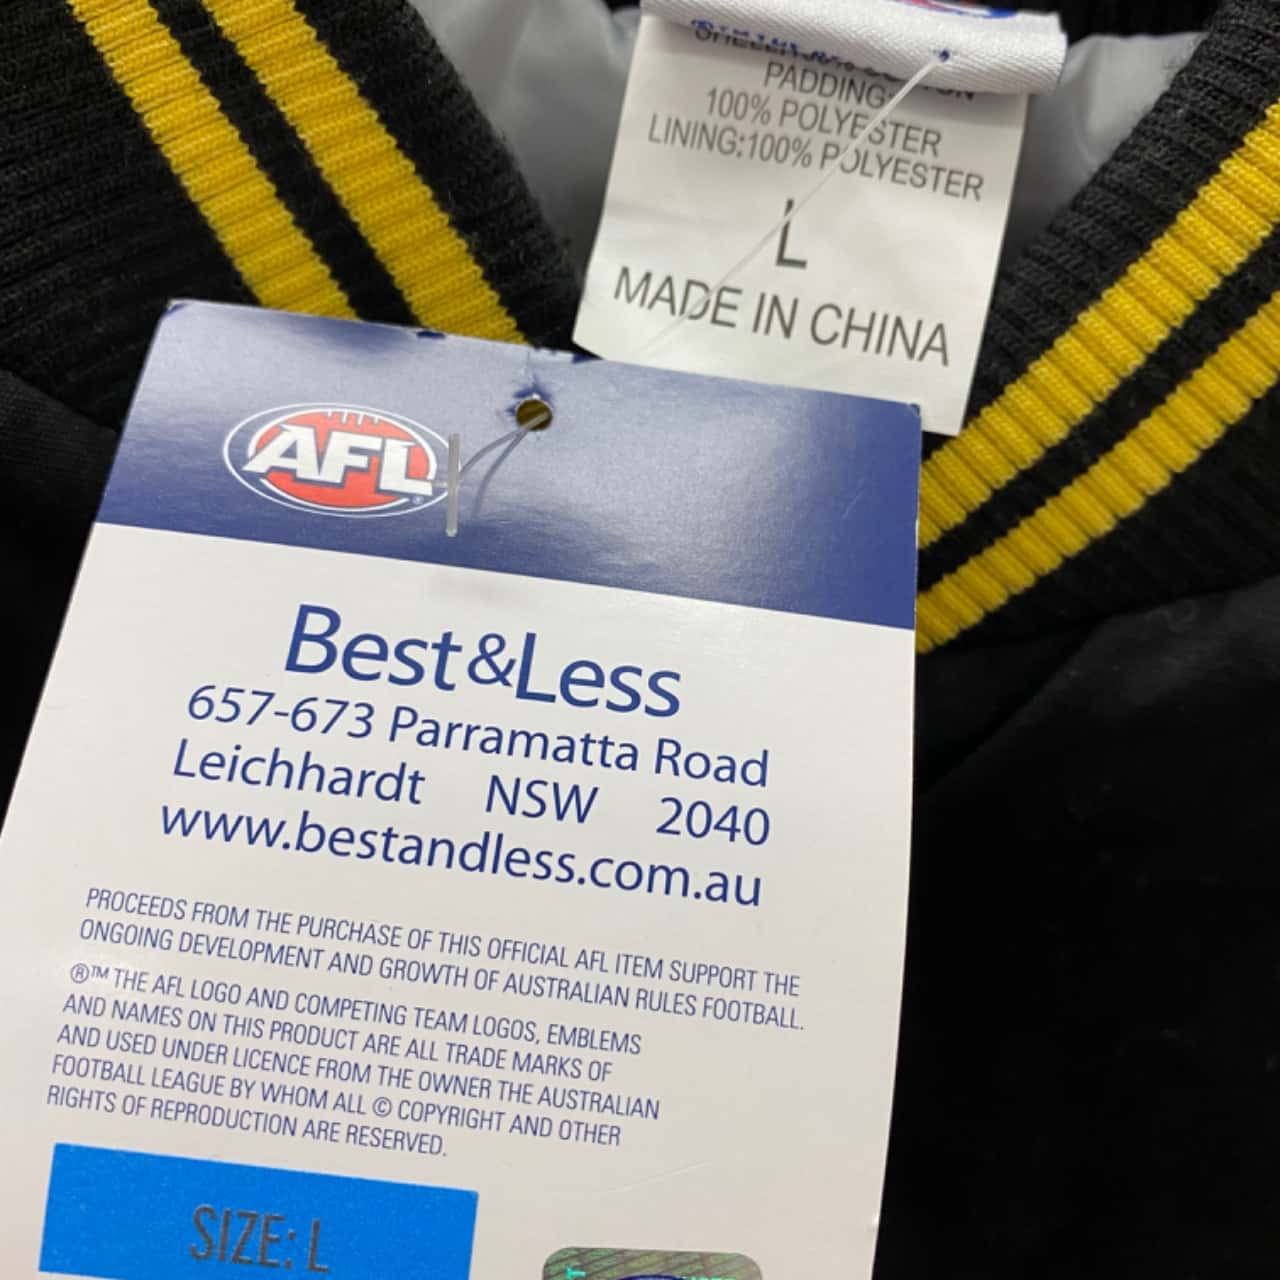 PADDING:
100% POLYESTER
LINING:100% POLYESTER
L
MADE IN CHINA
AFL
Best&Less
657-673 Parramatta Road
Leichhardt NSW 2040
www.bestandless.com.au
PROCEEDS FROM THE PURCHASE OF THIS OFFICIAL AFL ITEM SUPPORT THE
ONGOING DEVELOPMENT AND GROWTH OF AUSTRALIAN RULES FOOTBALL.
®™ THE AFL LOGO AND COMPETING TEAM LOGOS, EMBLEMS
AND NAMES ON THIS PRODUCT ARE ALL TRADE MARKS OF
AND USED UNDER LICENCE FROM THE OWNER THE AUSTRALIAN
FOOTBALL LEAGUE BY WHOM ALL © COPYRIGHT AND OTHER
RIGHTS OF REPRODUCTION ARE RESERVED.
SIZE: L